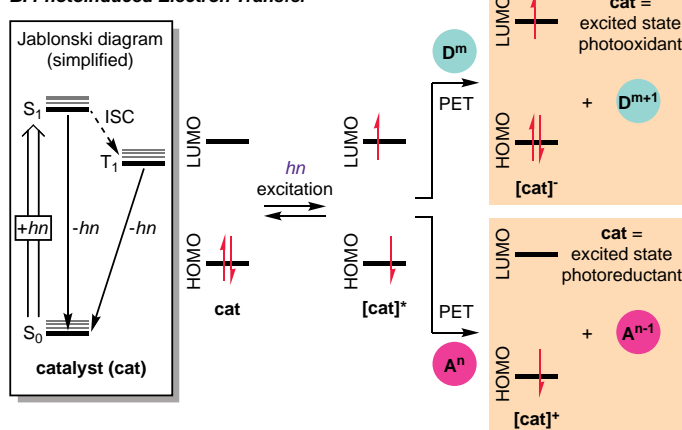 B. Photoinduced Electron Transfer
Jablonski diagram
(simplified)
S1
ISC
T1
+hn
-hn
-hn
S0
catalyst (cat)
LUMO
HOMO
cat
hn
excitation
LUMO
HOMO
[cat]*
Dm
PET
PET
An
LUMO
HOMO
[cat]-
cat =
excited state
photooxidant
+
Dm+1
LUMO
HOMO
[cat]+
cat =
excited state
photoreductant
+
An-1